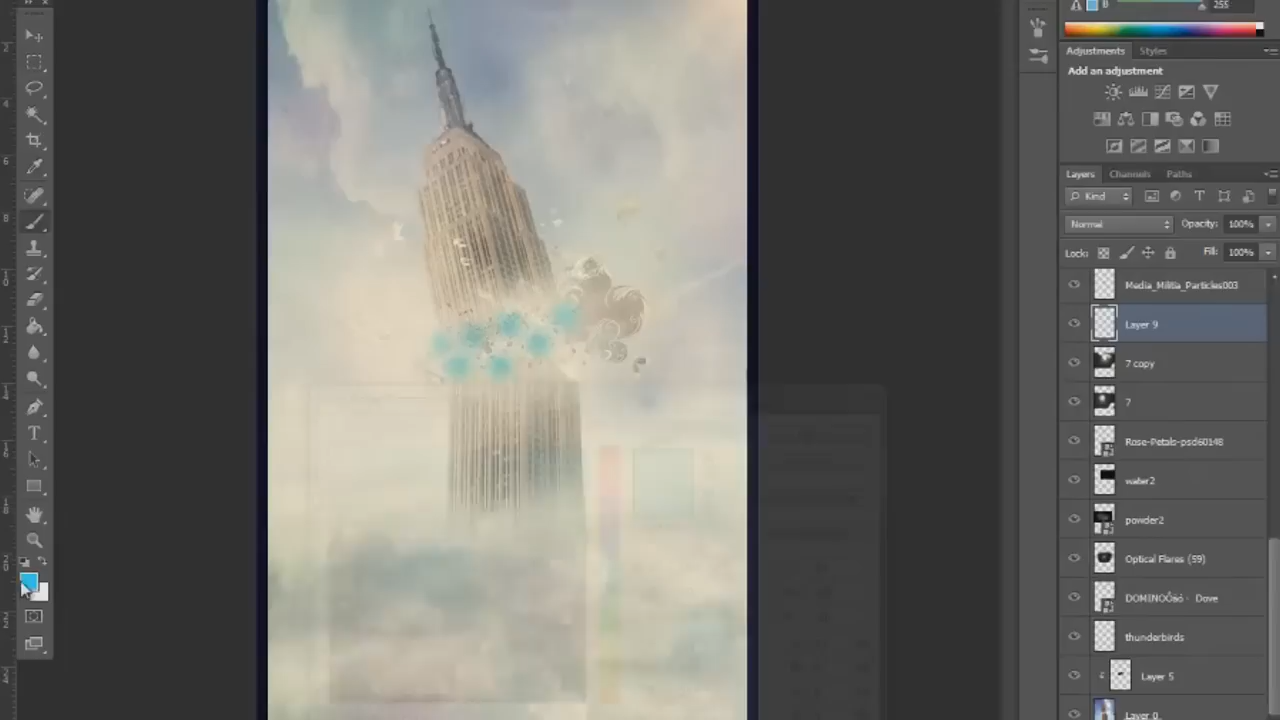 B
255
Adjustments
Styles
Add an adjustment
Layers
Channels
Paths
Kind
Normal
Opacity: 100%
Lock:
Fill: 100%
Media_Militia_Particles003
Layer 9
7 copy
7
Rose-Petals-psd60148
water2
powder2
Optical Flares (59)
Dove
thunderbirds
Layer 5
Layer 0